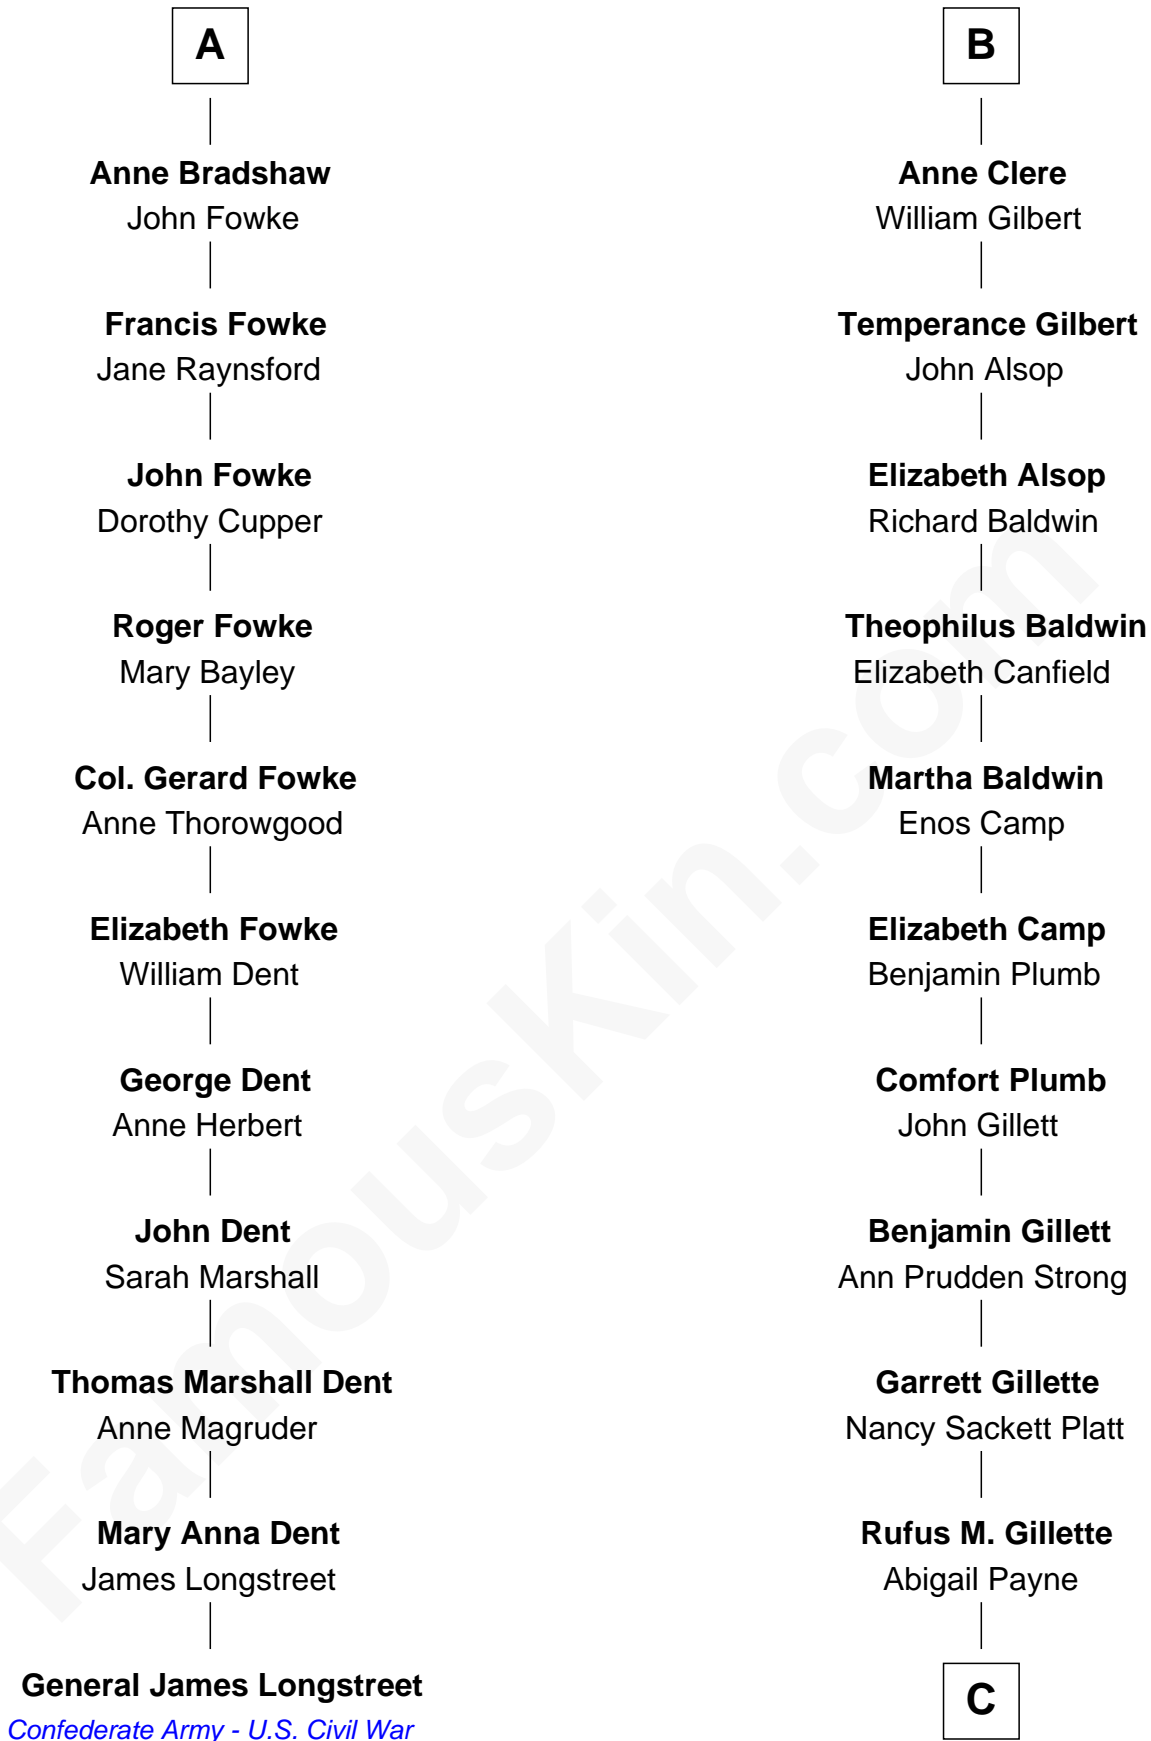 A
Anne Bradshaw
John Fowke
Francis Fowke
Jane Raynsford
John Fowke
Dorothy Cupper
Roger Fowke
Mary Bayley
Col. Gerard Fowke
Anne Thorowgood
Elizabeth Fowke
William Dent
George Dent
Anne Herbert
John Dent
Sarah Marshall
Thomas Marshall Dent
Anne Magruder
Mary Anna Dent
James Longstreet
General James Longstreet
Confederate Army - U.S. Civil War
B
Anne Clere
William Gilbert
Temperance Gilbert
John Alsop
Elizabeth Alsop
Richard Baldwin
Theophilus Baldwin
Elizabeth Canfield
Martha Baldwin
Enos Camp
Elizabeth Camp
Benjamin Plumb
Comfort Plumb
John Gillett
Benjamin Gillett
Ann Prudden Strong
Garrett Gillette
Nancy Sackett Platt
Rufus M. Gillette
Abigail Payne
C
FamousKin.com